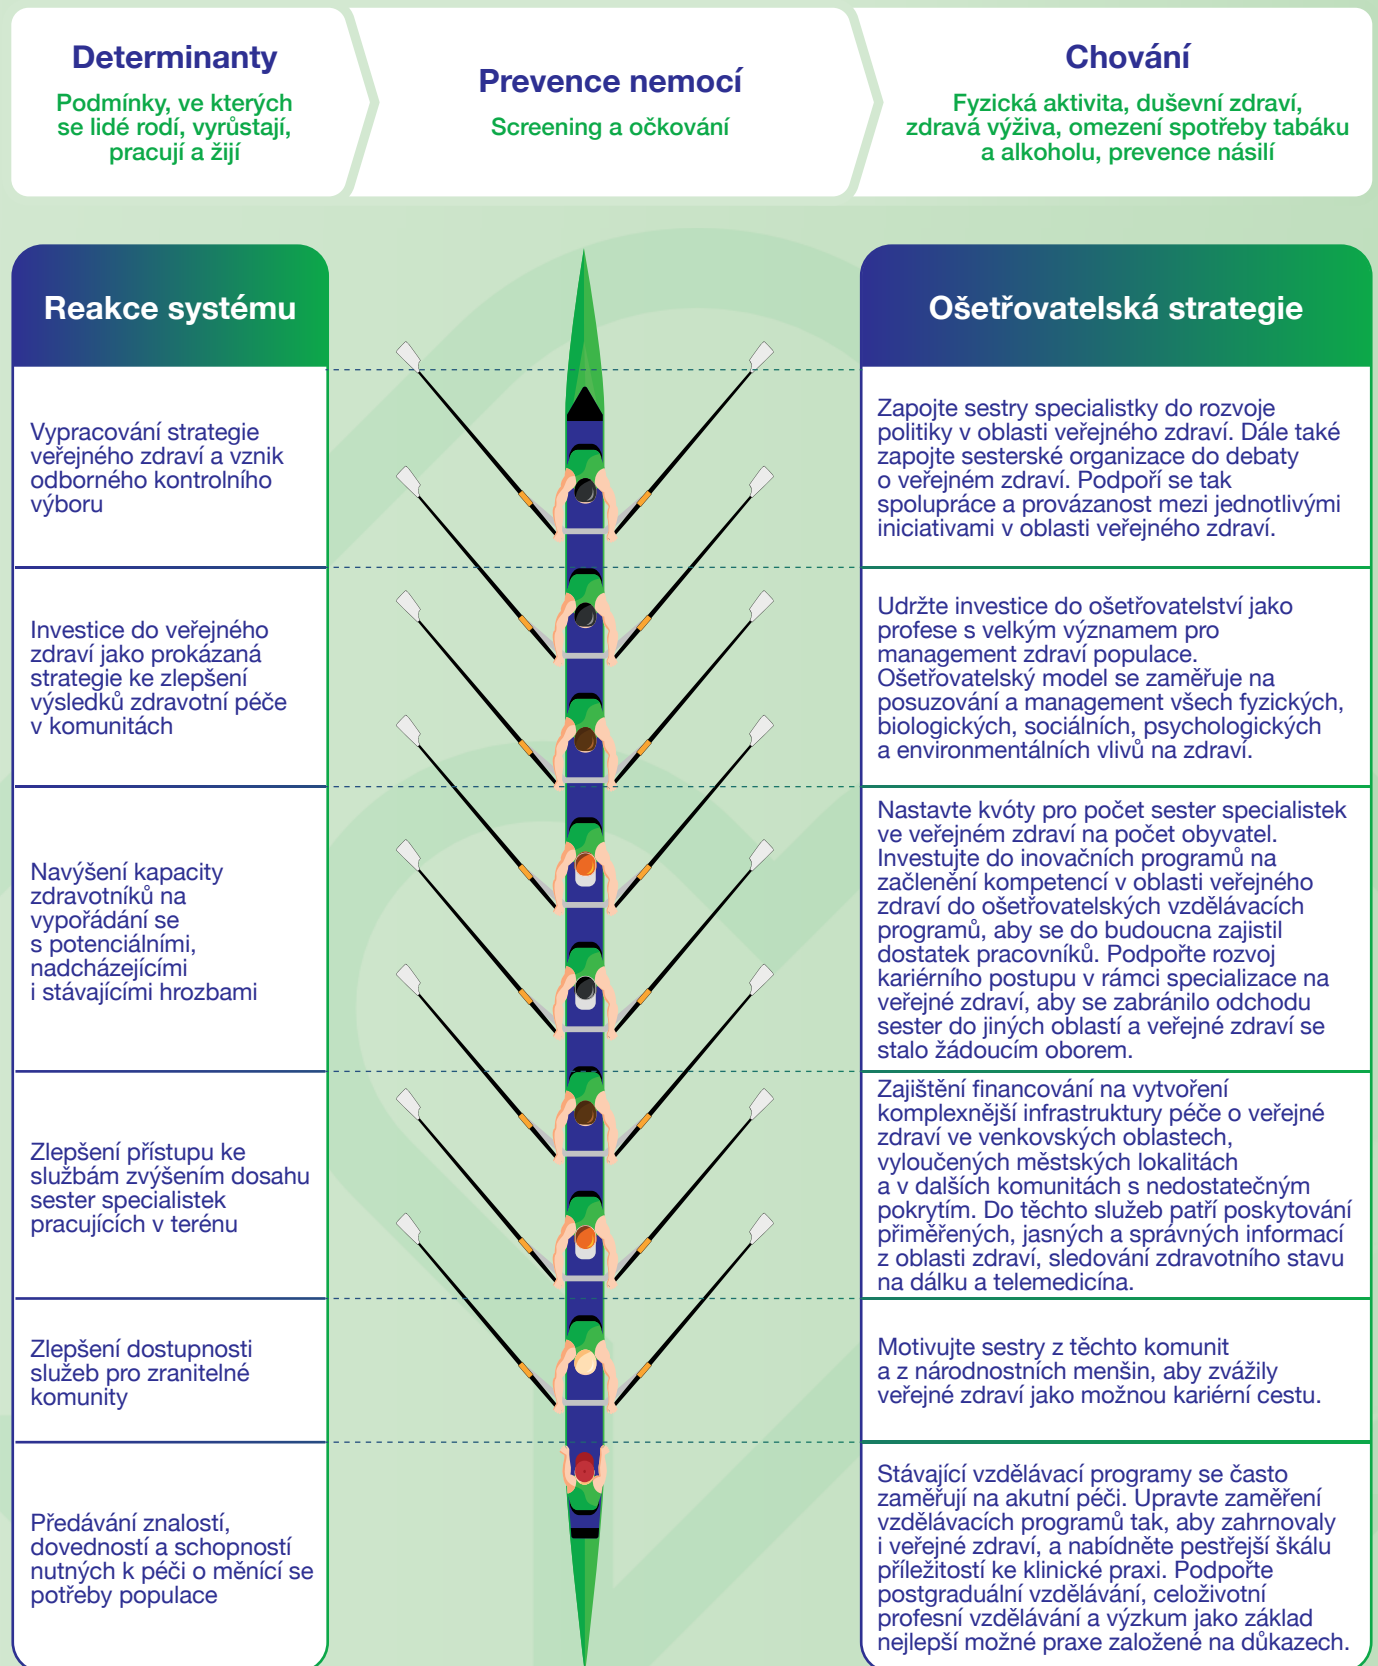 Determinanty
Podmínky, ve kterých
se lidé rodí, vyrůstají,
pracují a žijí
Prevence nemocí
Screening a očkování
Chování
Fyzická aktivita, duševní zdraví,
zdravá výživa, omezení spotřeby tabáku
a alkoholu, prevence násilí
Reakce systému
Ošetřovatelská strategie
Vypracování strategie
veřejného zdraví a vznik
odborného kontrolního
výboru
Zapojte sestry specialistky do rozvoje
politiky v oblasti veřejného zdraví. Dále také
zapojte sesterské organizace do debaty
o veřejném zdraví. Podpoří se tak
spolupráce a provázanost mezi jednotlivými
iniciativami v oblasti veřejného zdraví.
Investice do veřejného
zdraví jako prokázaná
strategie ke zlepšení
výsledků zdravotní péče
v komunitách
Udržte investice do ošetřovatelství jako
profese s velkým významem pro
management zdraví populace.
Ošetřovatelský model se zaměřuje na
posuzování a management všech fyzických,
biologických, sociálních, psychologických
a environmentálních vlivů na zdraví.
Navýšení kapacity
zdravotníků na
vypořádání se
s potenciálními,
nadcházejícími
i stávajícími hrozbami
Nastavte kvóty pro počet sester specialistek
ve veřejném zdraví na počet obyvatel.
Investujte do inovačních programů na
začlenění kompetencí v oblasti veřejného
zdraví do ošetřovatelských vzdělávacích
programů, aby se do budoucna zajistil
dostatek pracovníků. Podpořte rozvoj
kariérního postupu v rámci specializace na
veřejné zdraví, aby se zabránilo odchodu
sester do jiných oblastí a veřejné zdraví se
stalo žádoucím oborem.
Zlepšení přístupu ke
službám zvýšením dosahu
sester specialistek
pracujících v terénu
Zajištění financování na vytvoření
komplexnější infrastruktury péče o veřejné
zdraví ve venkovských oblastech,
vyloučených městských lokalitách
a v dalších komunitách s nedostatečným
pokrytím. Do těchto služeb patří poskytování
přiměřených, jasných a správných informací
z oblasti zdraví, sledování zdravotního stavu
na dálku a telemedicína.
Zlepšení dostupnosti
služeb pro zranitelné
komunity
Motivujte sestry z těchto komunit
a z národnostních menšin, aby zvážily
veřejné zdraví jako možnou kariérní cestu.
Předávání znalostí,
dovedností a schopností
nutných k péči o měnící se
potřeby populace
Stávající vzdělávací programy se často
zaměřují na akutní péči. Upravte zaměření
vzdělávacích programů tak, aby zahrnovaly
i veřejné zdraví, a nabídněte pestřejší škálu
příležitostí ke klinické praxi. Podpořte
postgraduální vzdělávání, celoživotní
profesní vzdělávání a výzkum jako základ
nejlepší možné praxe založené na důkazech.